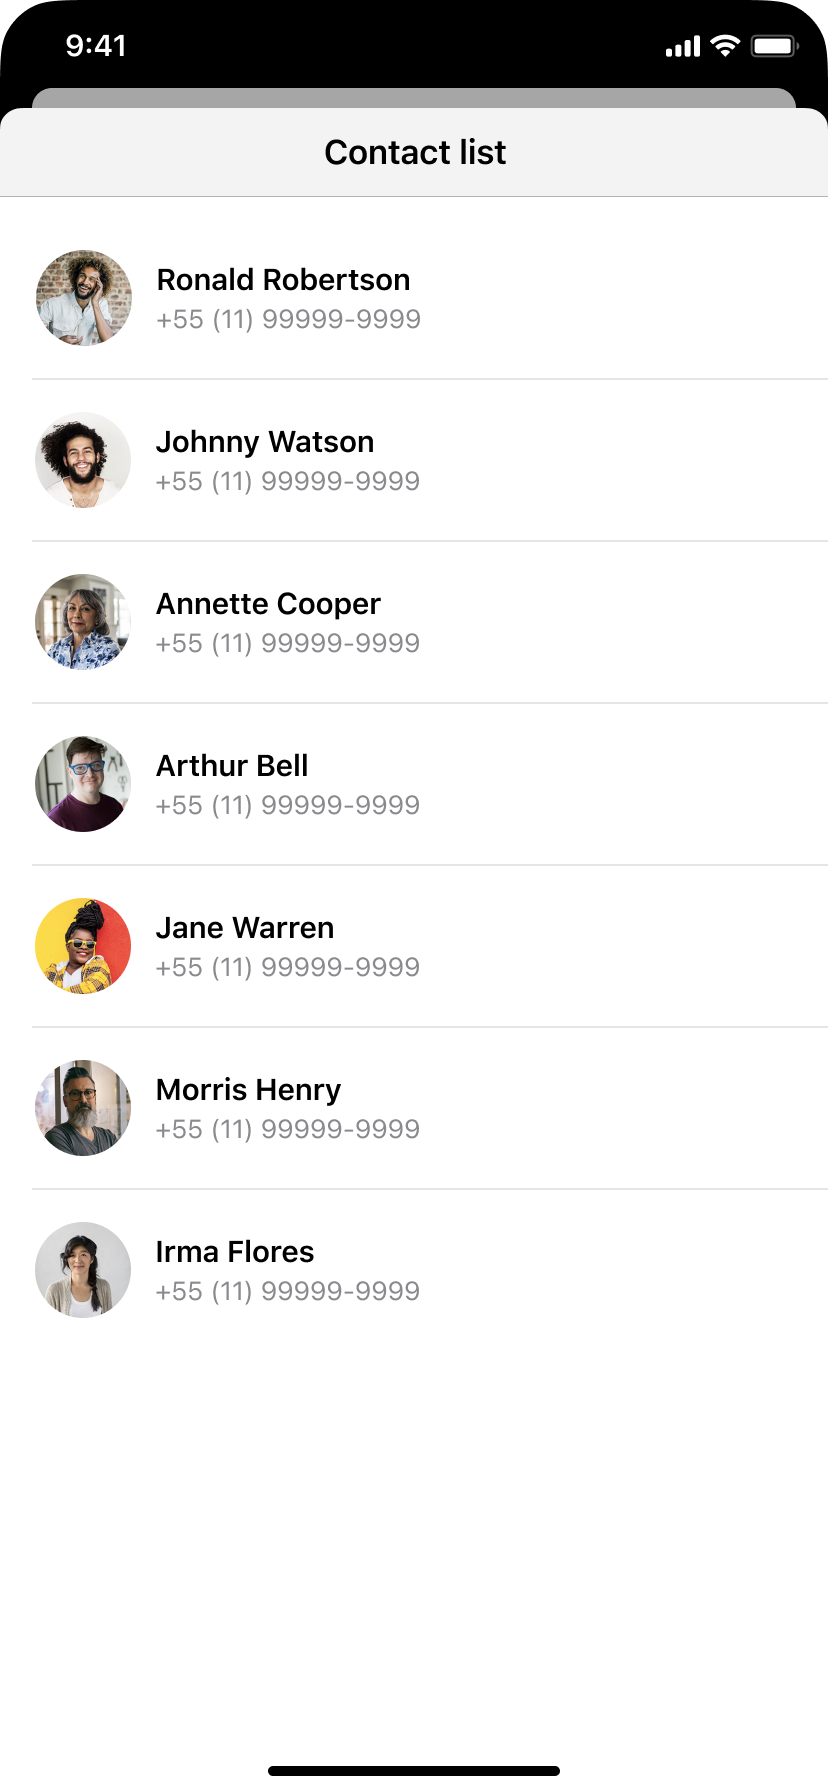 9:41
Contact list
Ronald Robertson
+55 (11) 99999-9999
Johnny Watson
+55 (11) 99999-9999
Annette Cooper
+55 (11) 99999-9999
Arthur Bell
+55 (11) 99999-9999
Jane Warren
+55 (11) 99999-9999
Morris Henry
+55 (11) 99999-9999
Irma Flores
+55 (11) 99999-9999